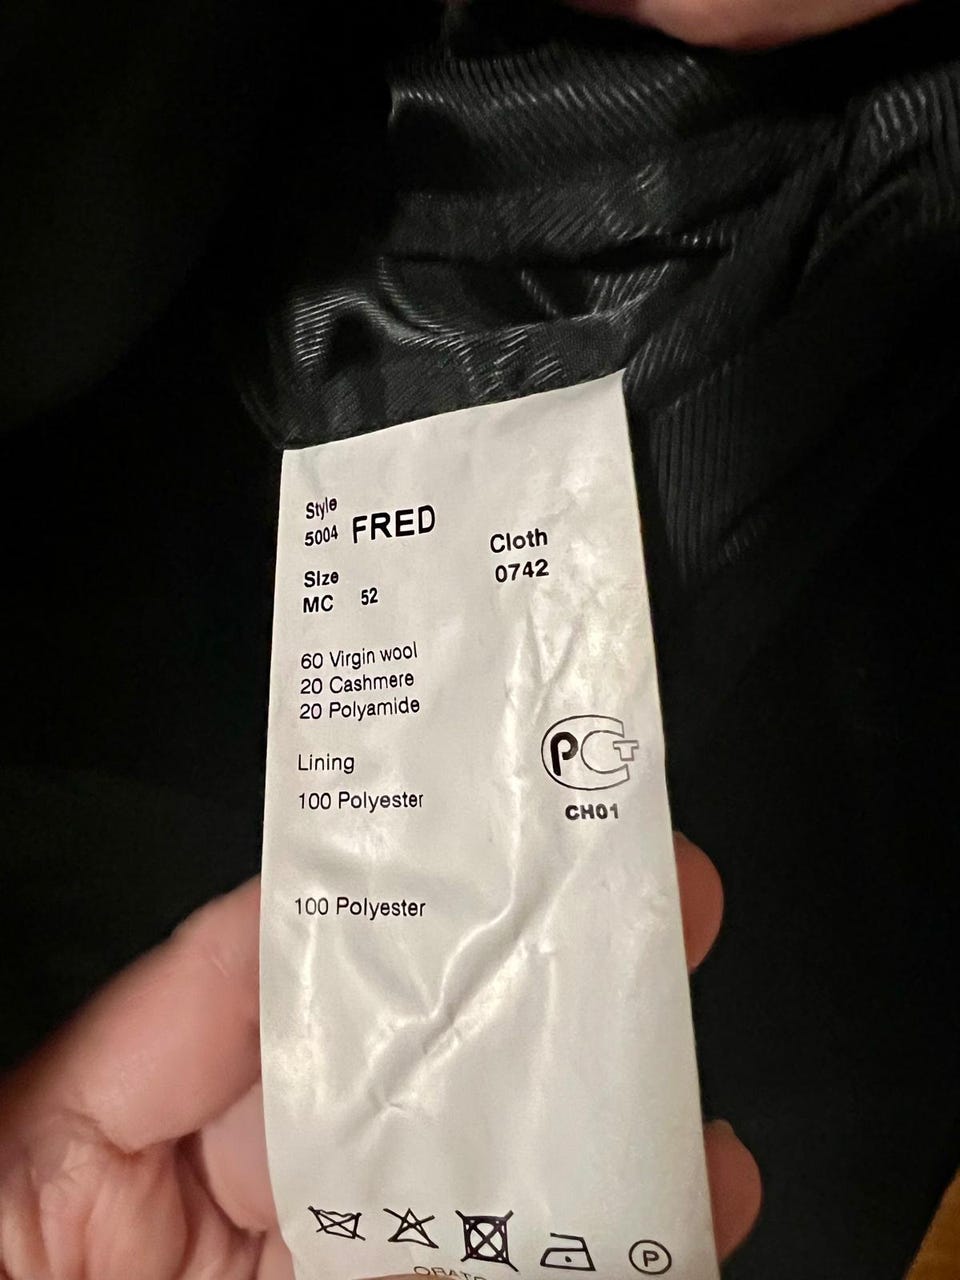 Style
5004 FRED
Cloth
0742
Size
MC 52
60 Virgin wool
20 Cashmere
20 Polyamide
Lining
100 Polyester
PCT
CH01
100 Polyester
P